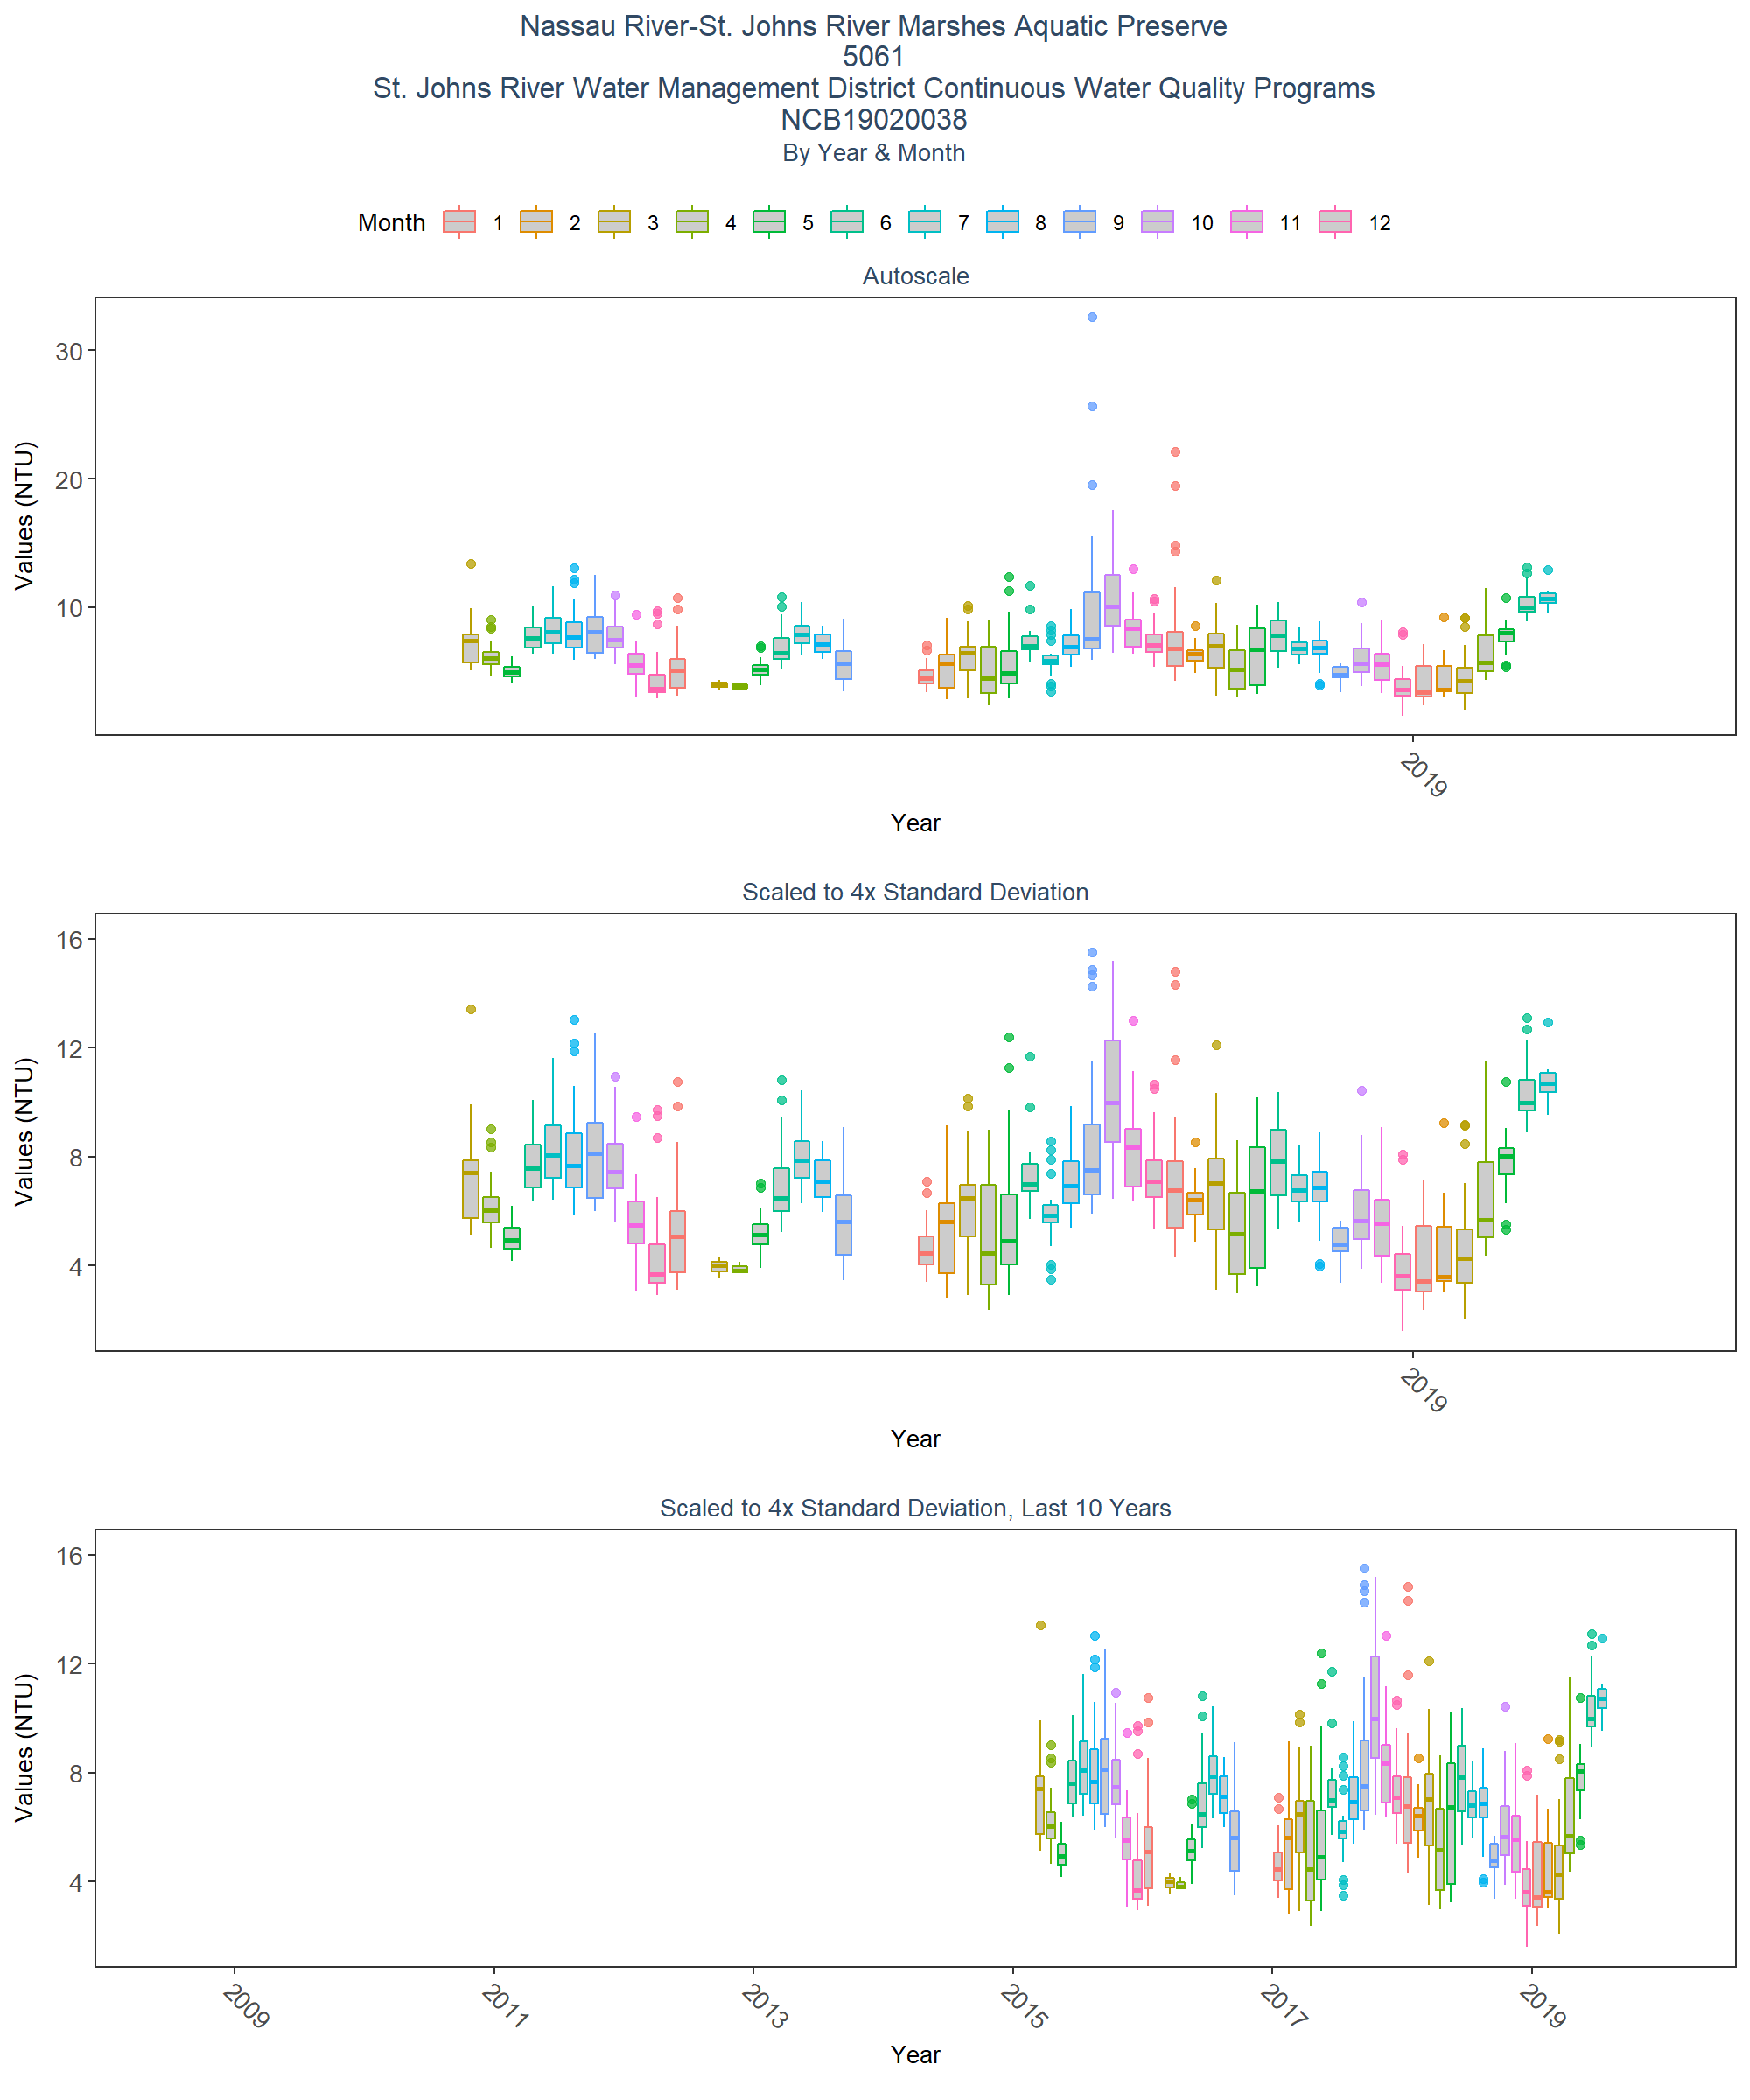 Nassau River-St. Johns River Marshes Aquatic Preserve
5061
St. Johns River Water Management District Continuous Water Quality Programs
NCB19020038
By Year & Month
Month 1 2 3 4 5 6 7 8 9 10 11 12
Autoscale
Values (NTU)
30
20
10
2019
Year
Scaled to 4x Standard Deviation
Values (NTU)
16
12
8
4
2019
Year
Scaled to 4x Standard Deviation, Last 10 Years
Values (NTU)
16
12
8
4
2009 2011 2013 2015 2017 2019
Year